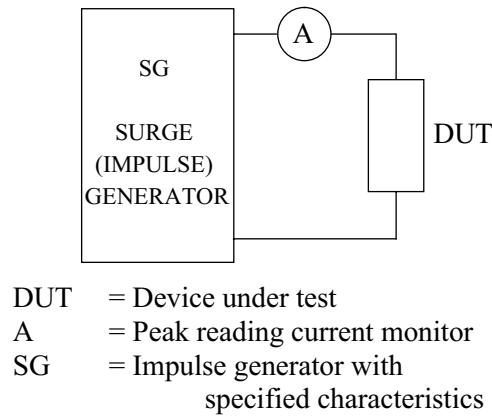 A
SG
SURGE
(IMPULSE)
GENERATOR
DUT
DUT = Device under test
A = Peak reading current monitor
SG = Impulse generator with
specified characteristics